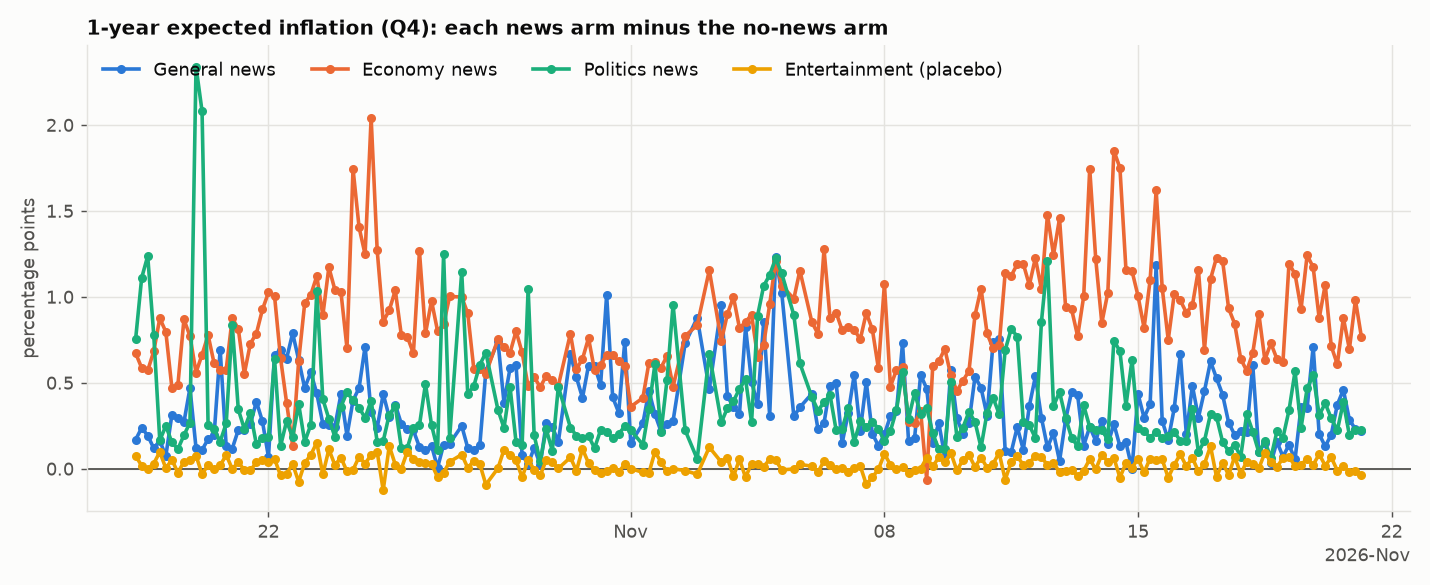 1-year expected inflation (Q4): each news arm minus the no-news arm
General news
Economy news
Politics news
Entertainment (placebo)
percentage points
2.0
1.5
1.0
0.5
0.0
22
Nov
08
15
22
2026-Nov